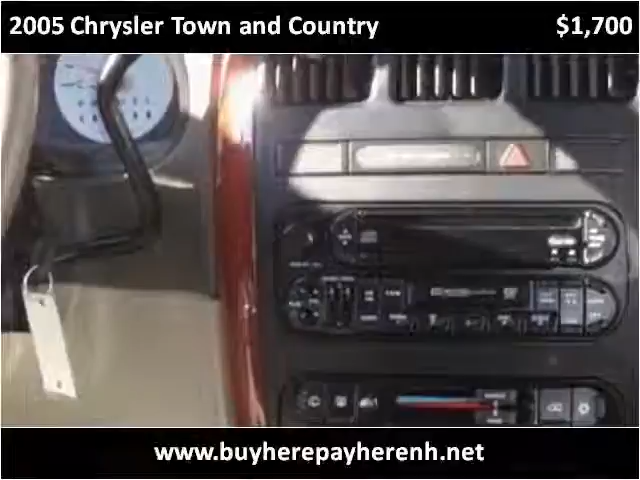 2005 Chrysler Town and Country $1,700
www.buyherepayherenh.net